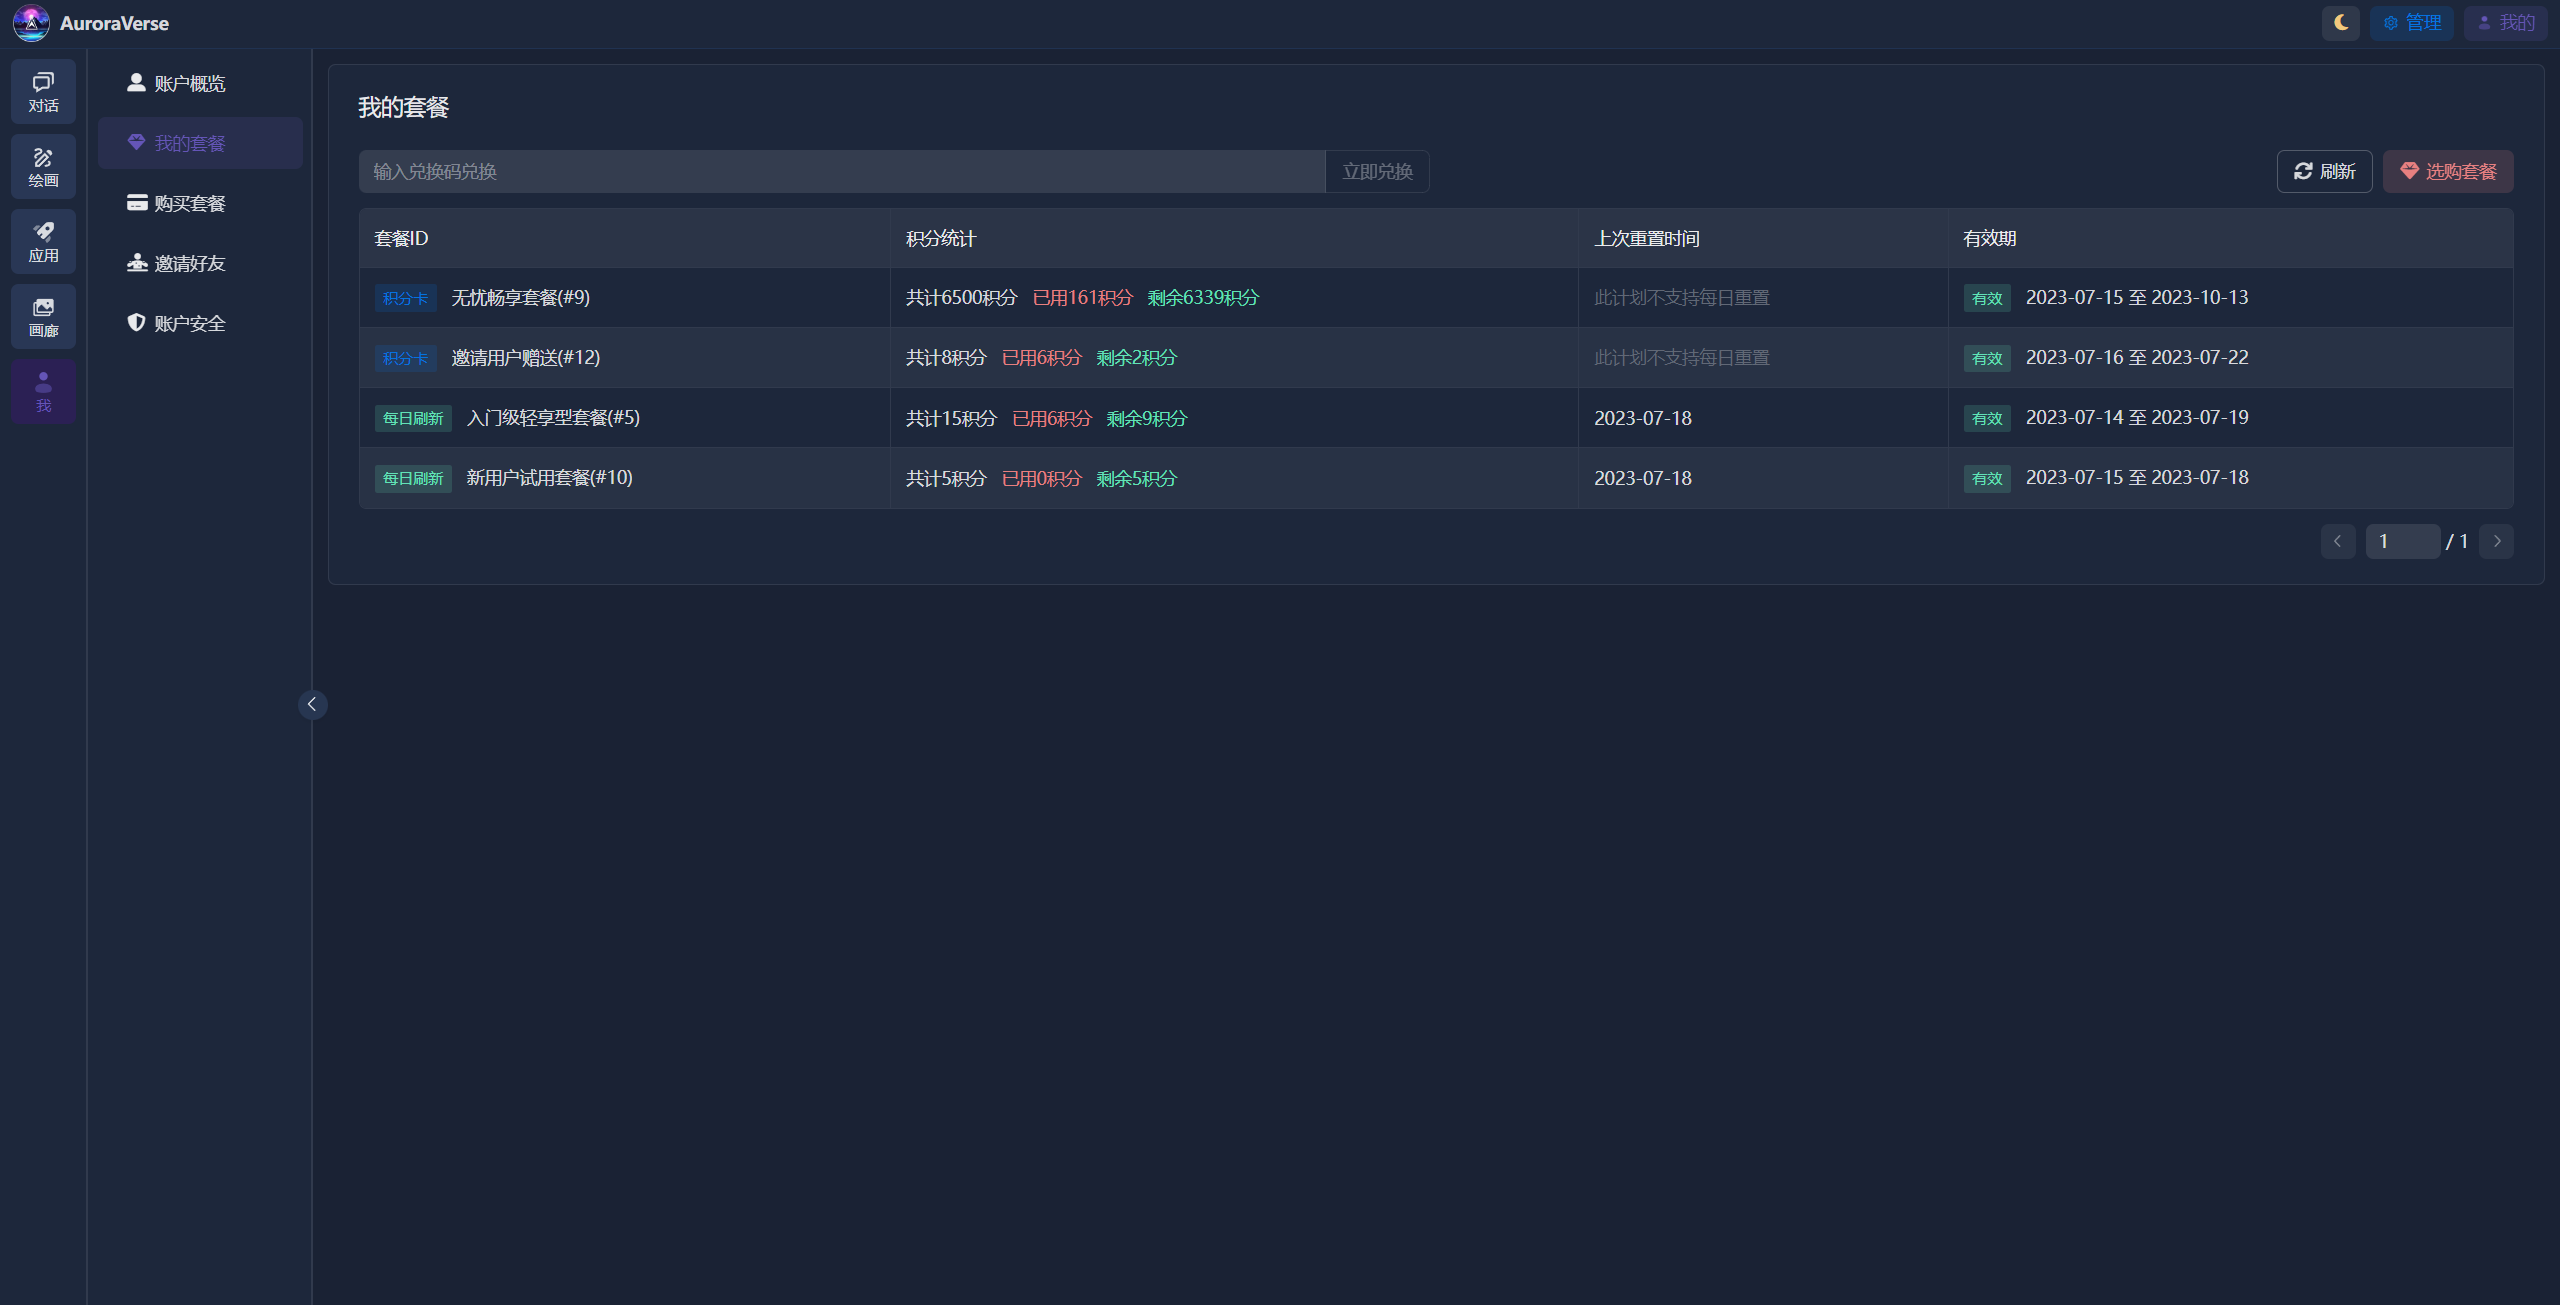 AuroraVerse
管理
我的
对话
绘画
应用
画廊
我
账户概览
我的套餐
购买套餐
邀请好友
账户安全
我的套餐
输入兑换码兑换 立即兑换 刷新 选购套餐
套餐ID 积分统计 上次重置时间 有效期
积分卡 无忧畅享套餐(#9) 共计6500积分 已用161积分 剩余6339积分 此计划不支持每日重置 有效 2023-07-15 至 2023-10-13
积分卡 邀请用户赠送(#12) 共计8积分 已用6积分 剩余2积分 此计划不支持每日重置 有效 2023-07-16 至 2023-07-22
每日刷新 入门级轻享型套餐(#5) 共计15积分 已用6积分 剩余9积分 2023-07-18 有效 2023-07-14 至 2023-07-19
每日刷新 新用户试用套餐(#10) 共计5积分 已用0积分 剩余5积分 2023-07-18 有效 2023-07-15 至 2023-07-18
1 / 1